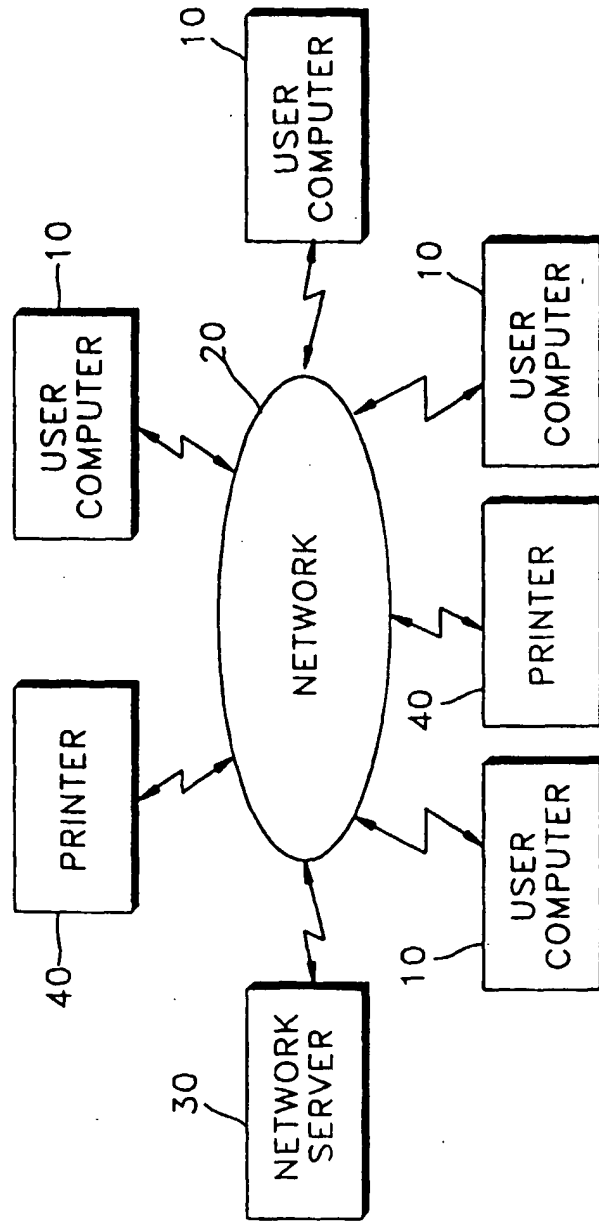 40
PRINTER
USER
COMPUTER
10
30
NETWORK
SERVER
NETWORK
20
10
USER
COMPUTER
10
USER
COMPUTER
40
PRINTER
10
USER
COMPUTER